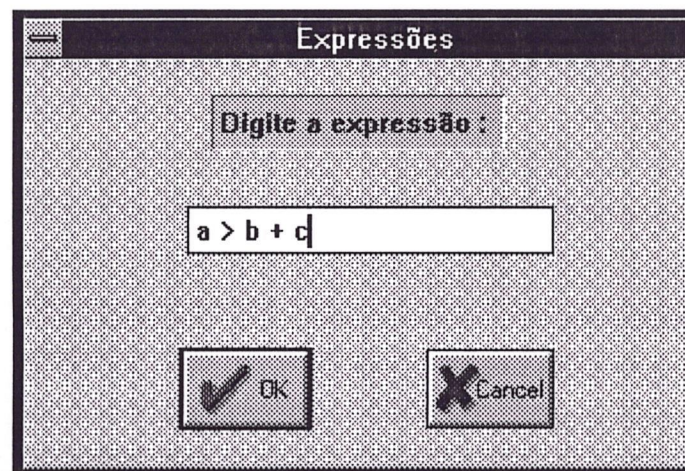 Expressões
Digite a expressão :
a > b + c
OK
Cancel